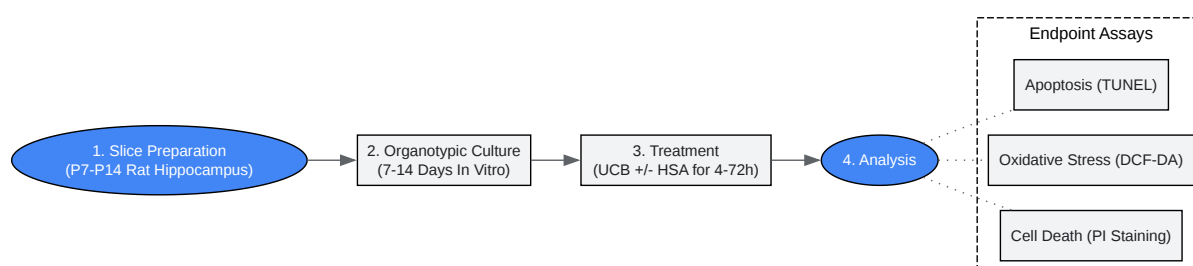 1. Slice Preparation
(P7-P14 Rat Hippocampus)
2. Organotypic Culture
(7-14 Days In Vitro)
3. Treatment
(UCB +/- HSA for 4-72h)
4. Analysis
Endpoint Assays
Apoptosis (TUNEL)
Oxidative Stress (DCF-DA)
Cell Death (PI Staining)